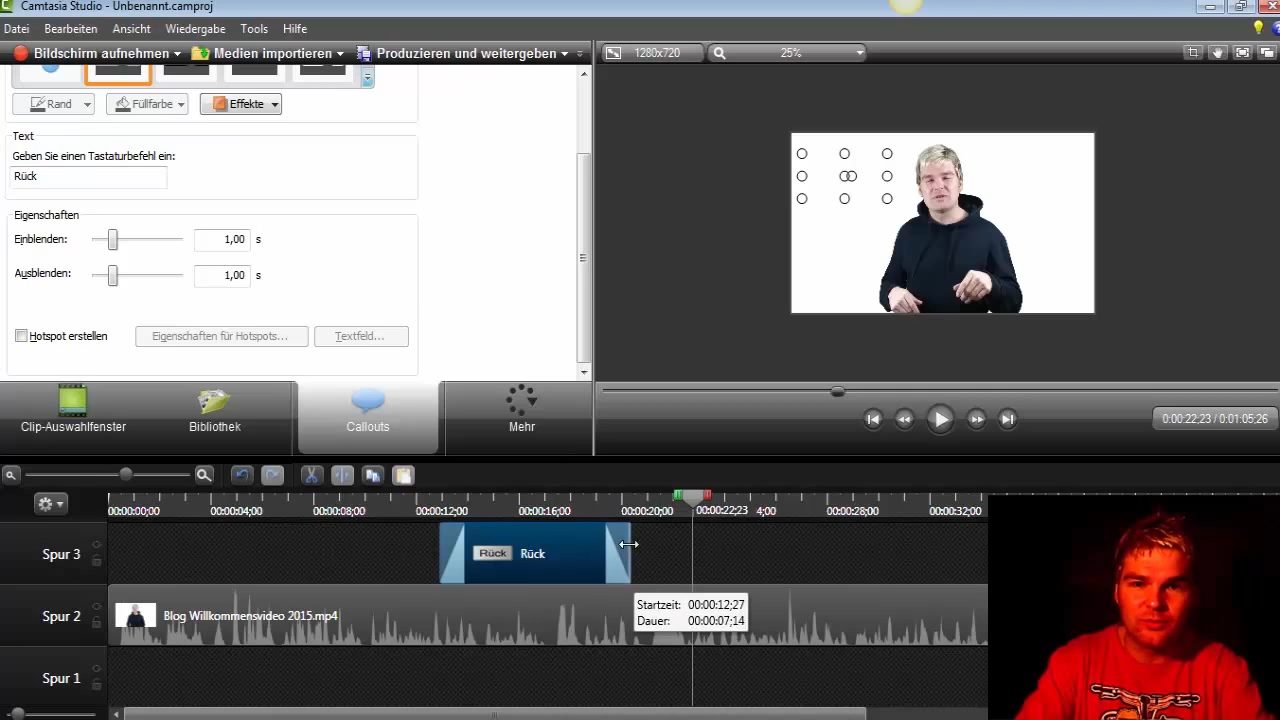 Camtasia Studio - Unbenannt.camproj
Datei Bearbeiten Ansicht Wiedergabe Tools Hilfe
Bildschirm aufnehmen Medien importieren Produzieren und weitergeben
1280x720 25%
Rand Füllfarbe Effekte
Text
Geben Sie einen Tastaturbefehl ein:
Rück
Eigenschaften
Einblenden: 1,00 s
Ausblenden: 1,00 s
Hotspot erstellen Eigenschaften für Hotspots... Textfeld...
Clip-Auswahlfenster Bibliothek Callouts Mehr
0:00:22;23 / 0:01:05;26
00:00:00;00 00:00:04;00 00:00:08;00 00:00:12;00 00:00:16;00 00:00:20;00 00:00:22;23 4;00 00:00:28;00 00:00:32;00
Spur 3 Rück Rück
Startzeit: 00:00:12;27
Dauer: 00:00:07;14
Spur 2 Blog Willkommensvideo 2015.mp4
Spur 1